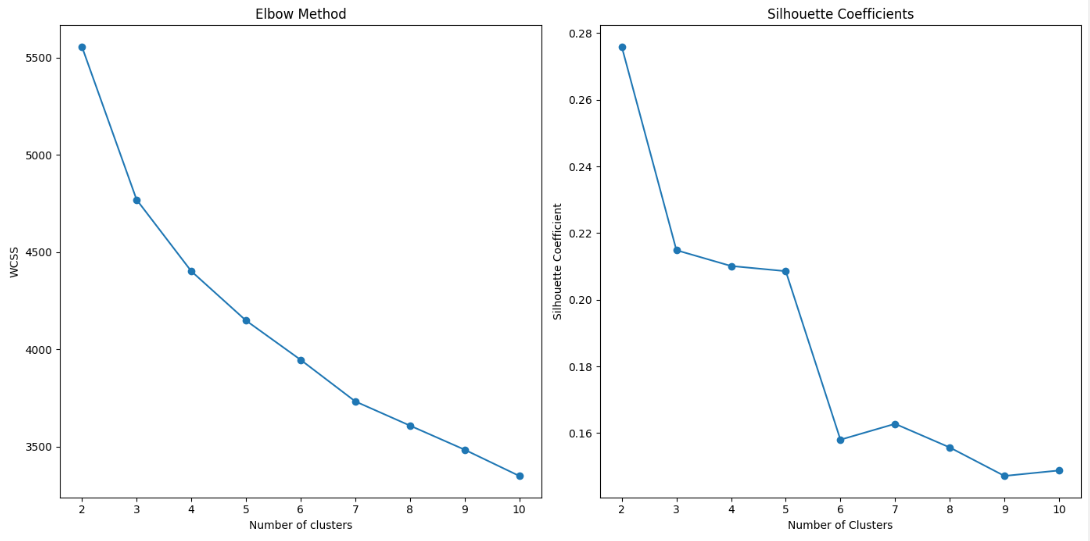 Elbow Method
5500
5000
4500
4000
3500
WCSS
2 3 4 5 6 7 8 9 10
Number of clusters
Silhouette Coefficients
0.28
0.26
0.24
0.22
0.20
0.18
0.16
Silhouette Coefficient
2 3 4 5 6 7 8 9 10
Number of Clusters